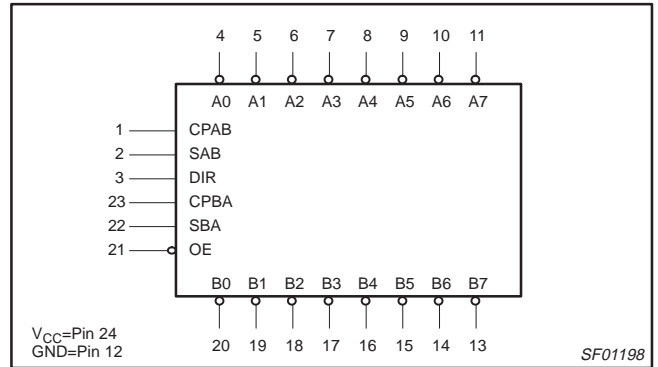 4 5 6 7 8 9 10 11
A0 A1 A2 A3 A4 A5 A6 A7
1 CPAB
2 SAB
3 DIR
23 CPBA
22 SBA
21 OE
B0 B1 B2 B3 B4 B5 B6 B7
20 19 18 17 16 15 14 13
VCC=Pin 24
GND=Pin 12
SF01198